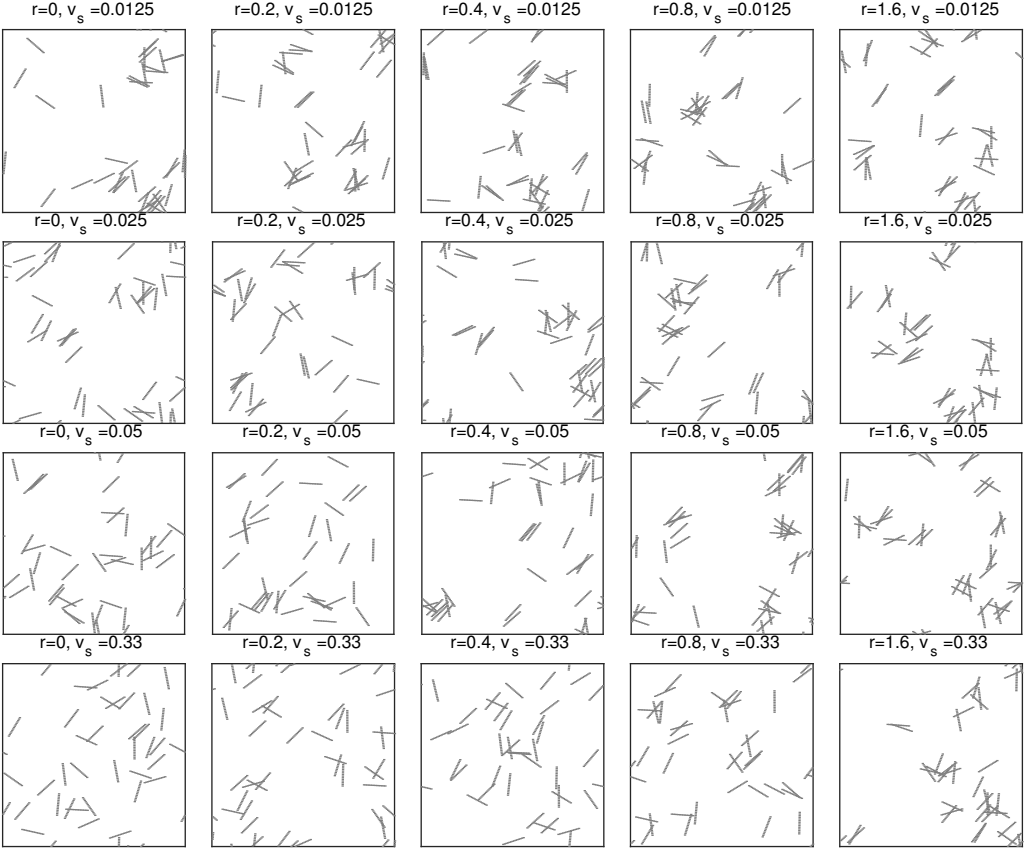 r=0, v_s =0.0125 r=0.2, v_s =0.0125 r=0.4, v_s =0.0125 r=0.8, v_s =0.0125 r=1.6, v_s =0.0125
r=0, v_s =0.025 r=0.2, v_s =0.025 r=0.4, v_s =0.025 r=0.8, v_s =0.025 r=1.6, v_s =0.025
r=0, v_s =0.05 r=0.2, v_s =0.05 r=0.4, v_s =0.05 r=0.8, v_s =0.05 r=1.6, v_s =0.05
r=0, v_s =0.33 r=0.2, v_s =0.33 r=0.4, v_s =0.33 r=0.8, v_s =0.33 r=1.6, v_s =0.33